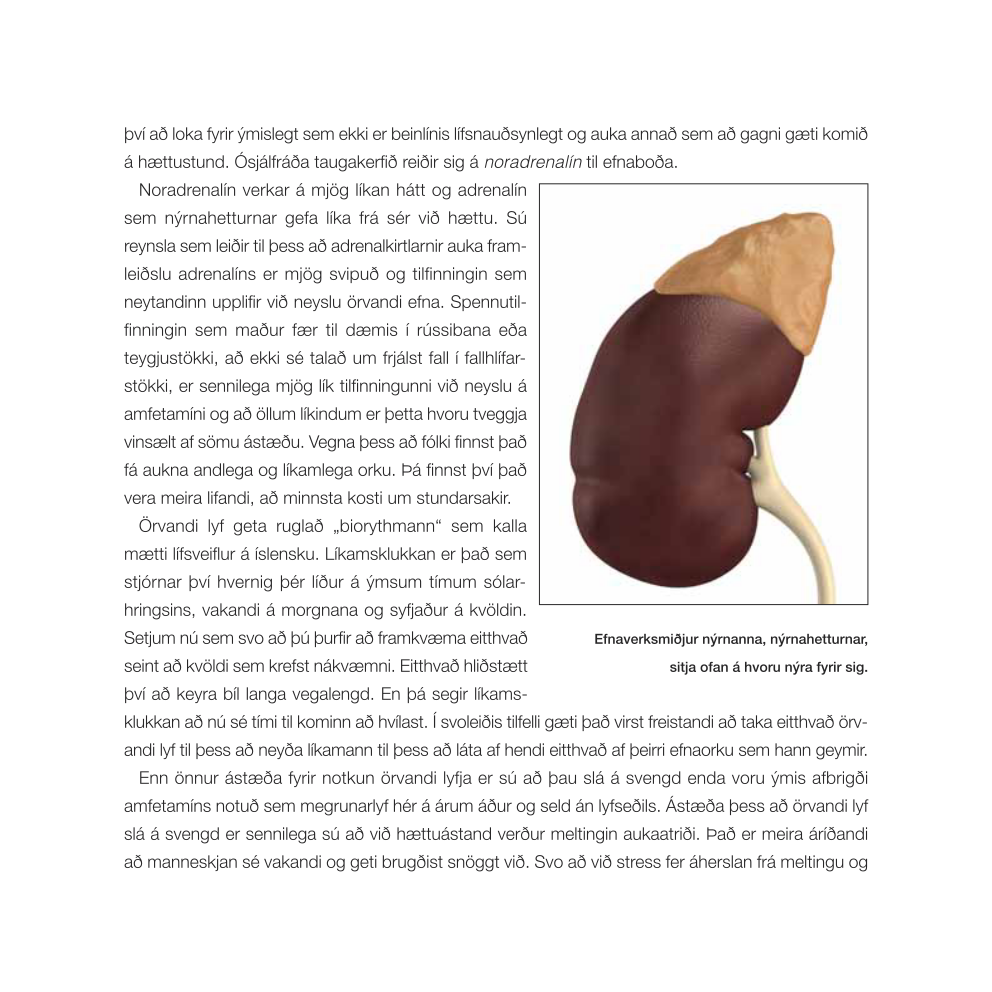 því að loka fyrir ýmislegt sem ekki er beinlínis lífsnauðsynlegt og auka annað sem að gagni gæti komið
á hættustund. Ósjálfráða taugakerfið reiðir sig á noradrenalín til efnaboða.
Noradrenalín verkar á mjög líkan hátt og adrenalín
sem nýrnahetturnar gefa líka frá sér við hættu. Sú
reynsla sem leiðir til þess að adrenalkirtlarnir auka fram-
leiðslu adrenalíns er mjög svipuð og tilfinningin sem
neytandinn upplifir við neyslu örvandi efna. Spennutil-
finningin sem maður fær til dæmis í rússibana eða
teygjustökki, að ekki sé talað um frjálst fall í fallhlífar-
stökki, er sennilega mjög lík tilfinningunni við neyslu á
amfetamíni og að öllum líkindum er þetta hvoru tveggja
vinsælt af sömu ástæðu. Vegna þess að fólki finnst það
fá aukna andlega og líkamlega orku. Þá finnst því það
vera meira lifandi, að minnsta kosti um stundarsakir.
Örvandi lyf geta ruglað „biorythmann“ sem kalla
mætti lífsveiflur á íslensku. Líkamsklukkan er það sem
stjórnar því hvernig þér líður á ýmsum tímum sólar-
hringsins, vakandi á morgnana og syfjaður á kvöldin.
Setjum nú sem svo að þú þurfir að framkvæma eitthvað
seint að kvöldi sem krefst nákvæmni. Eitthvað hliðstætt
því að keyra bíl langa vegalengd. En þá segir líkams-
klukkan að nú sé tími til kominn að hvílast. Í svoleiðis tilfelli gæti það virst freistandi að taka eitthvað örv-
andi lyf til þess að neyða líkamann til þess að láta af hendi eitthvað af þeirri efnaorku sem hann geymir.
Enn önnur ástæða fyrir notkun örvandi lyfja er sú að þau slá á svengd enda voru ýmis afbrigði
amfetamíns notuð sem megrunarlyf hér á árum áður og seld án lyfseðils. Ástæða þess að örvandi lyf
slá á svengd er sennilega sú að við hættuástand verður meltingin aukaatriði. Það er meira áríðandi
að manneskjan sé vakandi og geti brugðist snöggt við. Svo að við stress fer áherslan frá meltingu og
Efnaverksmiðjur nýrnanna, nýrnahetturnar,
sitja ofan á hvoru nýra fyrir sig.